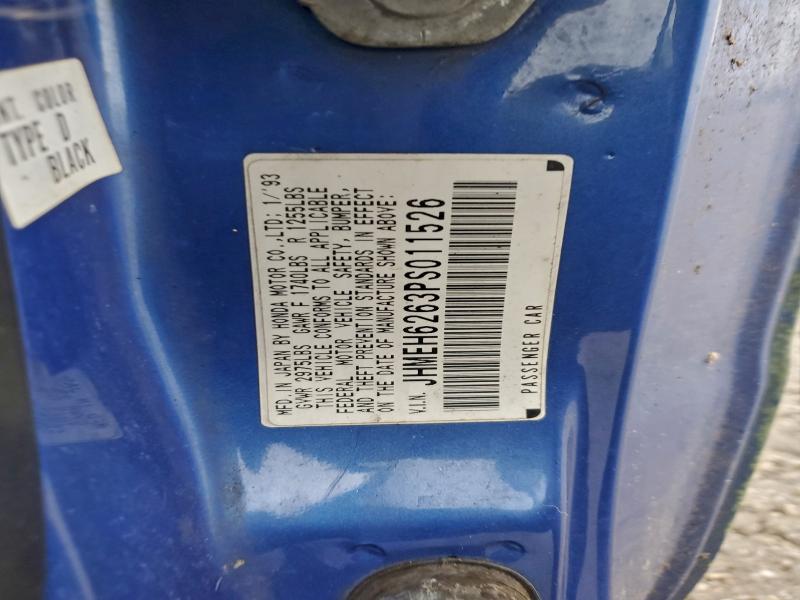 INT. COLOR
TYPE D
BLACK
MFD. IN JAPAN BY HONDA MOTOR CO.,LTD: 1/'93
GVWR 2975LBS GAWR F 1740LBS R 1255LBS
THIS VEHICLE CONFORMS TO ALL APPLICABLE
FEDERAL MOTOR VEHICLE SAFETY, BUMPER,
AND THEFT PREVENTION STANDARDS IN EFFECT
ON THE DATE OF MANUFACTURE SHOWN ABOVE:
V.I.N. JHMEH6263PS011526
PASSENGER CAR